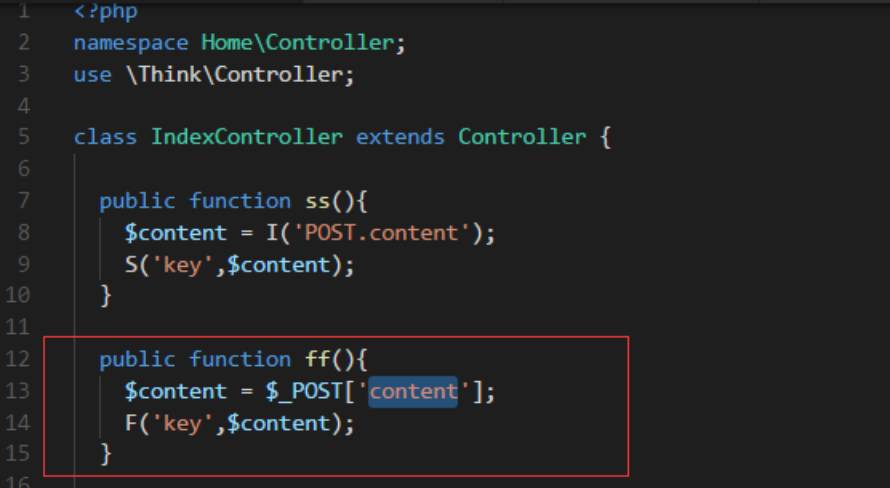 1 <?php
2 namespace Home\Controller;
3 use \Think\Controller;
4
5 class IndexController extends Controller {
6
7 public function ss(){
8 $content = I('POST.content');
9 S('key',$content);
10 }
11
12 public function ff(){
13 $content = $_POST['content'];
14 F('key',$content);
15 }
16